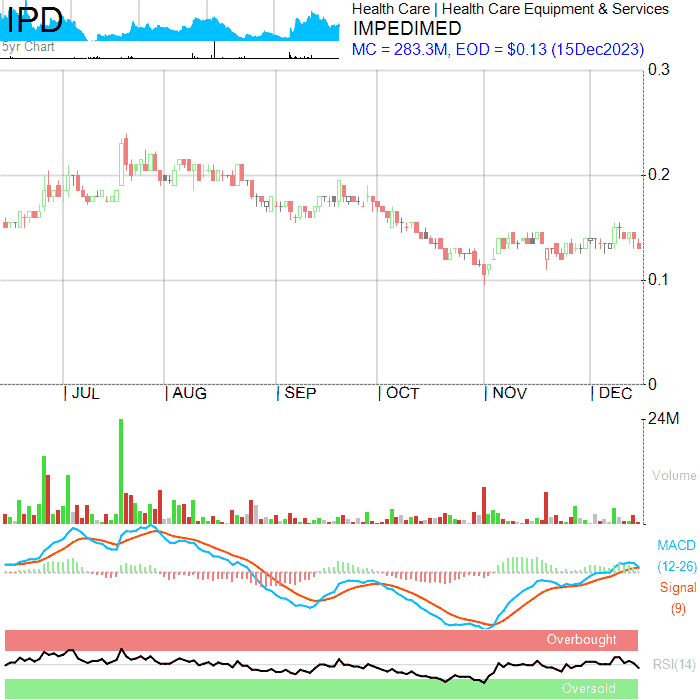 IPD
5yr Chart
Health Care | Health Care Equipment & Services
IMPEDIMED
MC = 283.3M, EOD = $0.13 (15Dec2023)
0.3
0.2
0.1
0
| JUL | AUG | SEP | OCT | NOV | DEC
24M
Volume
MACD
(12-26)
Signal
(9)
Overbought
RSI(14)
Oversold